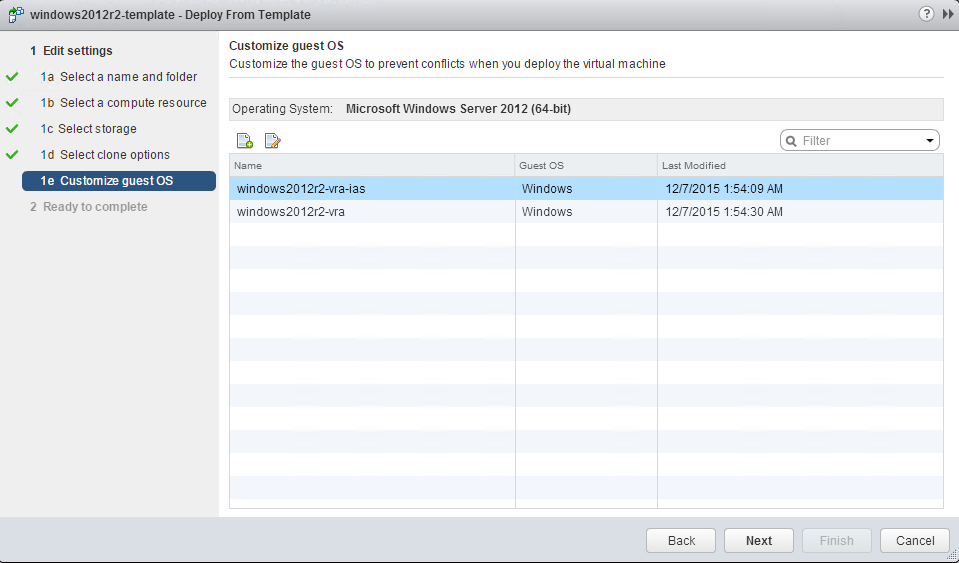 windows2012r2-template - Deploy From Template
?
1 Edit settings
1a Select a name and folder
1b Select a compute resource
1c Select storage
1d Select clone options
1e Customize guest OS
2 Ready to complete
Customize guest OS
Customize the guest OS to prevent conflicts when you deploy the virtual machine
Operating System: Microsoft Windows Server 2012 (64-bit)
Filter
Name Guest OS Last Modified
windows2012r2-vra-ias Windows 12/7/2015 1:54:09 AM
windows2012r2-vra Windows 12/7/2015 1:54:30 AM
Back Next Finish Cancel